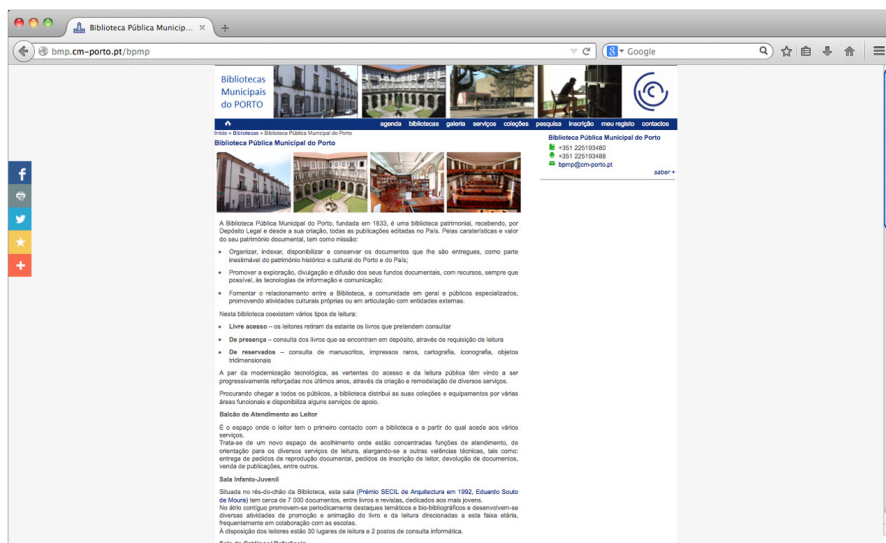 Biblioteca Pública Municip... ×
+
bmp.cm-porto.pt/bpmp
Google
Bibliotecas
Municipais
do PORTO
agenda bibliotecas galeria serviços coleções pesquisa inscrição meu registo contactos
Início » Bibliotecas » Biblioteca Pública Municipal do Porto
Biblioteca Pública Municipal do Porto
Biblioteca Pública Municipal do Porto
+351 225193480
+351 225193488
bpmp@cm-porto.pt
saber +
A Biblioteca Pública Municipal do Porto, fundada em 1833, é uma biblioteca patrimonial, recebendo, por
Depósito Legal e desde a sua criação, todas as publicações editadas no País. Pelas caraterísticas e valor
do seu património documental, tem como missão:
• Organizar, indexar, disponibilizar e conservar os documentos que lhe são entregues, como parte
inestimável do património histórico e cultural do Porto e do País;
• Promover a exploração, divulgação e difusão dos seus fundos documentais, com recursos, sempre que
possível, às tecnologias de informação e comunicação;
• Fomentar o relacionamento entre a Biblioteca, a comunidade em geral e públicos especializados,
promovendo atividades culturais próprias ou em articulação com entidades externas.
Nesta biblioteca coexistem vários tipos de leitura:
• Livre acesso – os leitores retiram da estante os livros que pretendem consultar
• De presença – consulta dos livros que se encontram em depósito, através de requisição de leitura
• De reservados – consulta de manuscritos, impressos raros, cartografia, iconografia, objetos
tridimensionais
A par da modernização tecnológica, as vertentes do acesso e da leitura pública têm vindo a ser
progressivamente reforçadas nos últimos anos, através da criação e remodelação de diversos serviços.
Procurando chegar a todos os públicos, a biblioteca distribui as suas coleções e equipamentos por várias
áreas funcionais e disponibiliza alguns serviços de apoio.
Balcão de Atendimento ao Leitor
É o espaço onde o leitor tem o primeiro contacto com a biblioteca e a partir do qual acede aos vários
serviços.
Trata-se de um novo espaço de acolhimento onde estão concentradas funções de atendimento, de
orientação para os diversos serviços de leitura, alargando-se a outras valências técnicas, tais como:
entrega de pedidos de reprodução documental, pedidos de inscrição de leitor, devolução de documentos,
venda de publicações, entre outros.
Sala Infanto-Juvenil
Situada no rés-do-chão da Biblioteca, esta sala (Prémio SECIL de Arquitectura em 1992, Eduardo Souto
de Moura) tem cerca de 7 000 documentos, entre livros e revistas, dedicados aos mais jovens.
No átrio contíguo promovem-se periodicamente destaques temáticos e bio-bibliográficos e desenvolvem-se
diversas atividades de promoção e animação do livro e da leitura direcionadas a esta faixa etária,
frequentemente em colaboração com as escolas.
À disposição dos leitores estão 30 lugares de leitura e 2 postos de consulta informática.